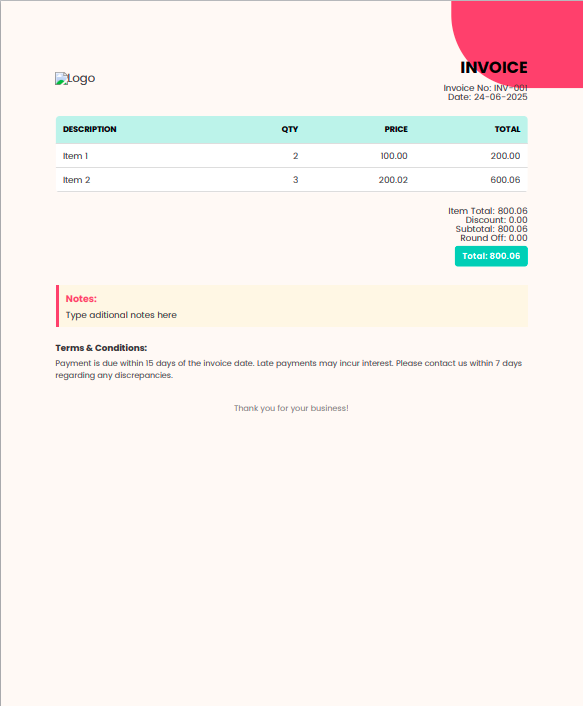 INVOICE
Logo
Invoice No: INV-001
Date: 24-06-2025
DESCRIPTION QTY PRICE TOTAL
Item 1 2 100.00 200.00
Item 2 3 200.02 600.06
Item Total: 800.06
Discount: 0.00
Subtotal: 800.06
Round Off: 0.00
Total: 800.06
Notes:
Type aditional notes here
Terms & Conditions:
Payment is due within 15 days of the invoice date. Late payments may incur interest. Please contact us within 7 days
regarding any discrepancies.
Thank you for your business!